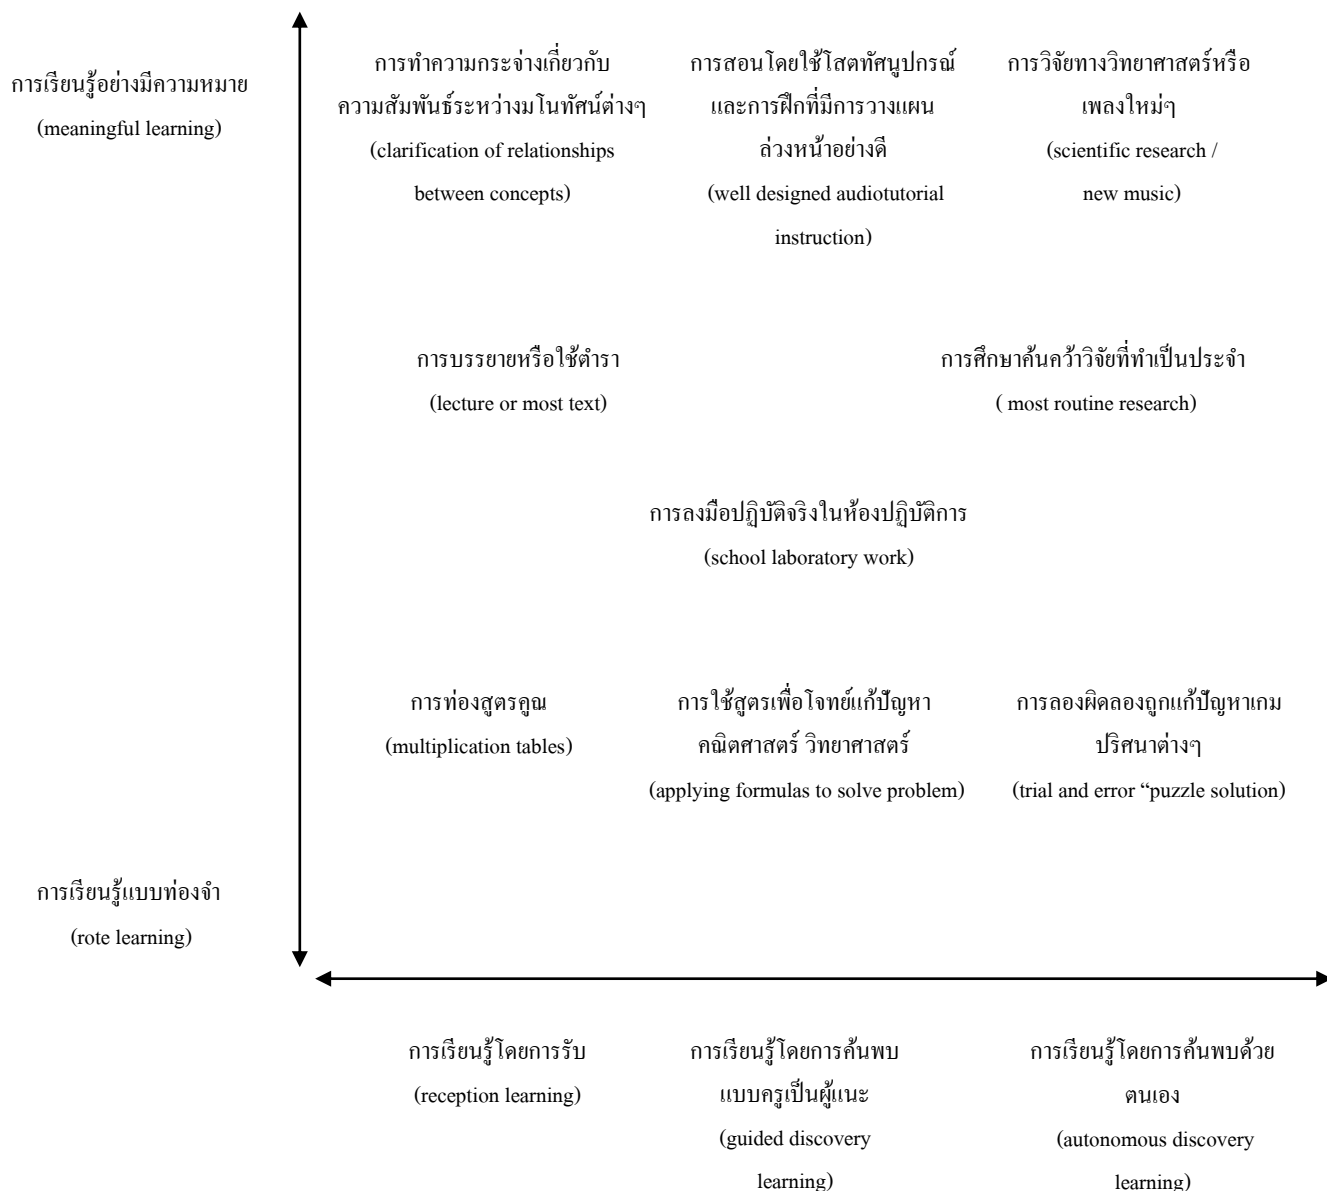 การเรียนรู้อย่างมีความหมาย
(meaningful learning)
การทำความกระจ่างเกี่ยวกับ
ความสัมพันธ์ระหว่างมโนทัศน์ต่างๆ
(clarification of relationships
between concepts)
การสอนโดยใช้โสตทัศนูปกรณ์
และการฝึกที่มีการวางแผน
ล่วงหน้าอย่างดี
(well designed audiotutorial
instruction)
การวิจัยทางวิทยาศาสตร์หรือ
เพลงใหม่ๆ
(scientific research /
new music)
การบรรยายหรือใช้ตำรา
(lecture or most text)
การศึกษาค้นคว้าวิจัยที่ทำเป็นประจำ
( most routine research)
การลงมือปฏิบัติจริงในห้องปฏิบัติการ
(school laboratory work)
การท่องสูตรคูณ
(multiplication tables)
การใช้สูตรเพื่อโจทย์แก้ปัญหา
คณิตศาสตร์ วิทยาศาสตร์
(applying formulas to solve problem)
การลองผิดลองถูกแก้ปัญหาเกม
ปริศนาต่างๆ
(trial and error “puzzle solution)
การเรียนรู้แบบท่องจำ
(rote learning)
การเรียนรู้โดยการรับ
(reception learning)
การเรียนรู้โดยการค้นพบ
แบบครูเป็นผู้แนะ
(guided discovery
learning)
การเรียนรู้โดยการค้นพบด้วย
ตนเอง
(autonomous discovery
learning)